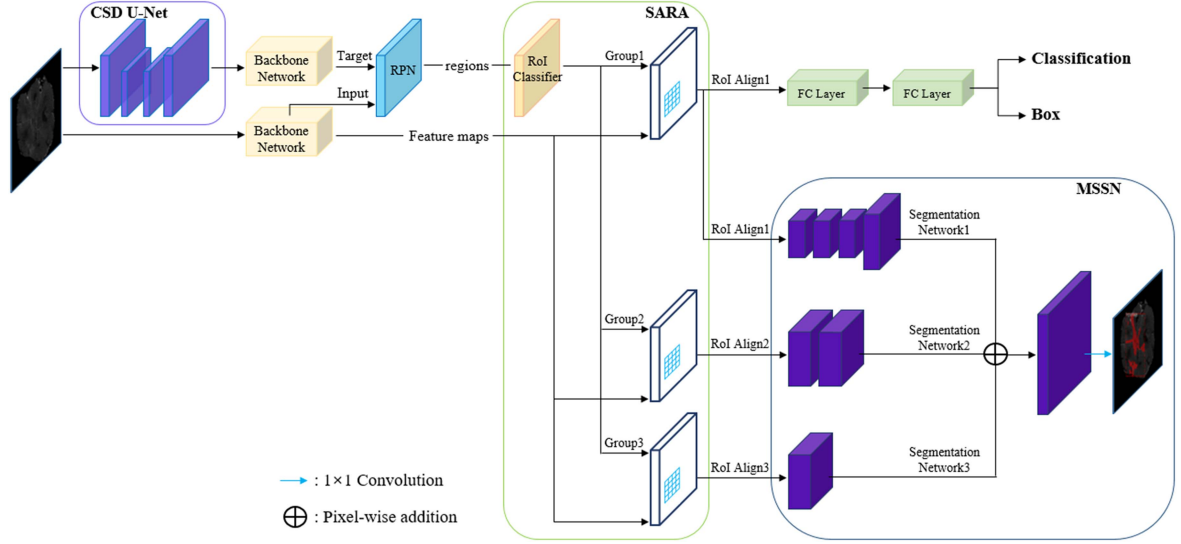 CSD U-Net
SARA
Backbone
Network
Target
RPN
regions
RoI
Classifier
Group1
RoI Align1
FC Layer
FC Layer
Classification
Box
Input
Backbone
Network
Feature maps
MSSN
RoI Align1
Segmentation
Network1
Group2
RoI Align2
Segmentation
Network2
Group3
RoI Align3
Segmentation
Network3
: 1×1 Convolution
: Pixel-wise addition